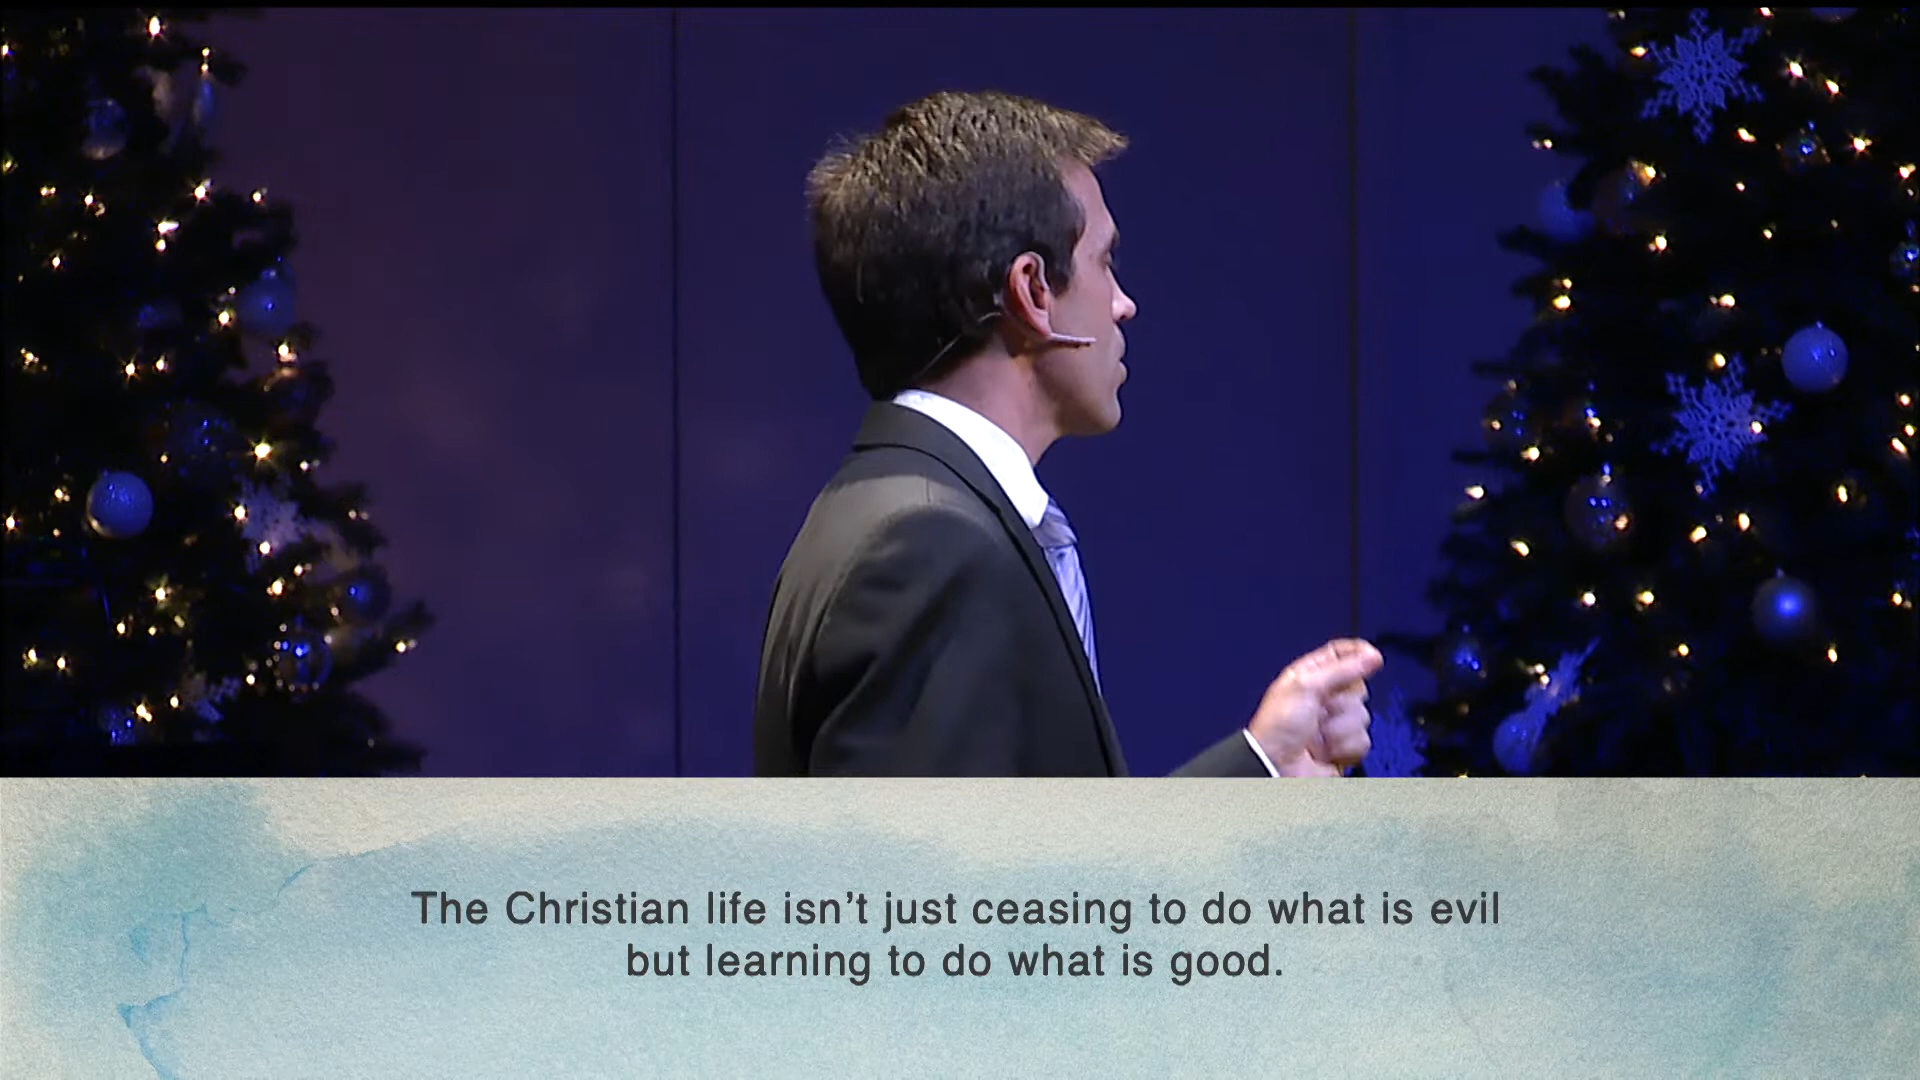 The Christian life isn’t just ceasing to do what is evil
but learning to do what is good.